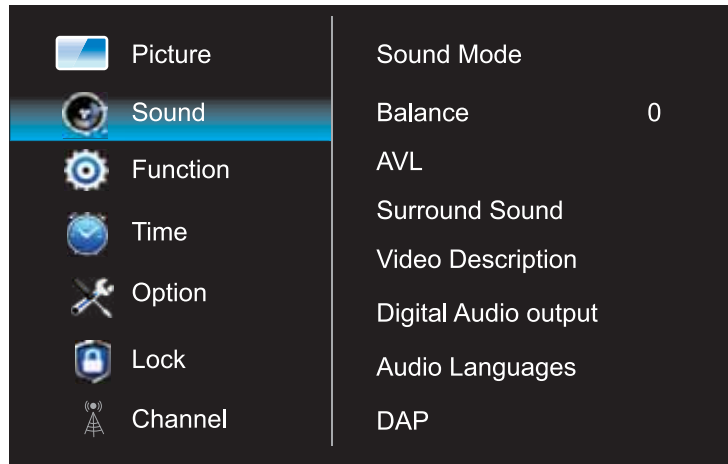 Picture
Sound
Function
Time
Option
Lock
Channel
Sound Mode
Balance 0
AVL
Surround Sound
Video Description
Digital Audio output
Audio Languages
DAP